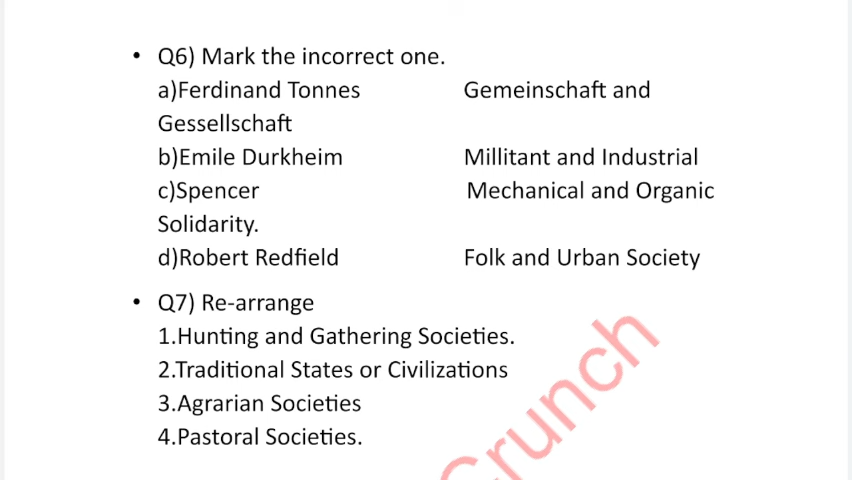 • Q6) Mark the incorrect one.
a)Ferdinand Tonnes Gemeinschaft and
Gessellschaft
b)Emile Durkheim Millitant and Industrial
c)Spencer Mechanical and Organic
Solidarity.
d)Robert Redfield Folk and Urban Society
• Q7) Re-arrange
1.Hunting and Gathering Societies.
2.Traditional States or Civilizations
3.Agrarian Societies
4.Pastoral Societies.
Crunch